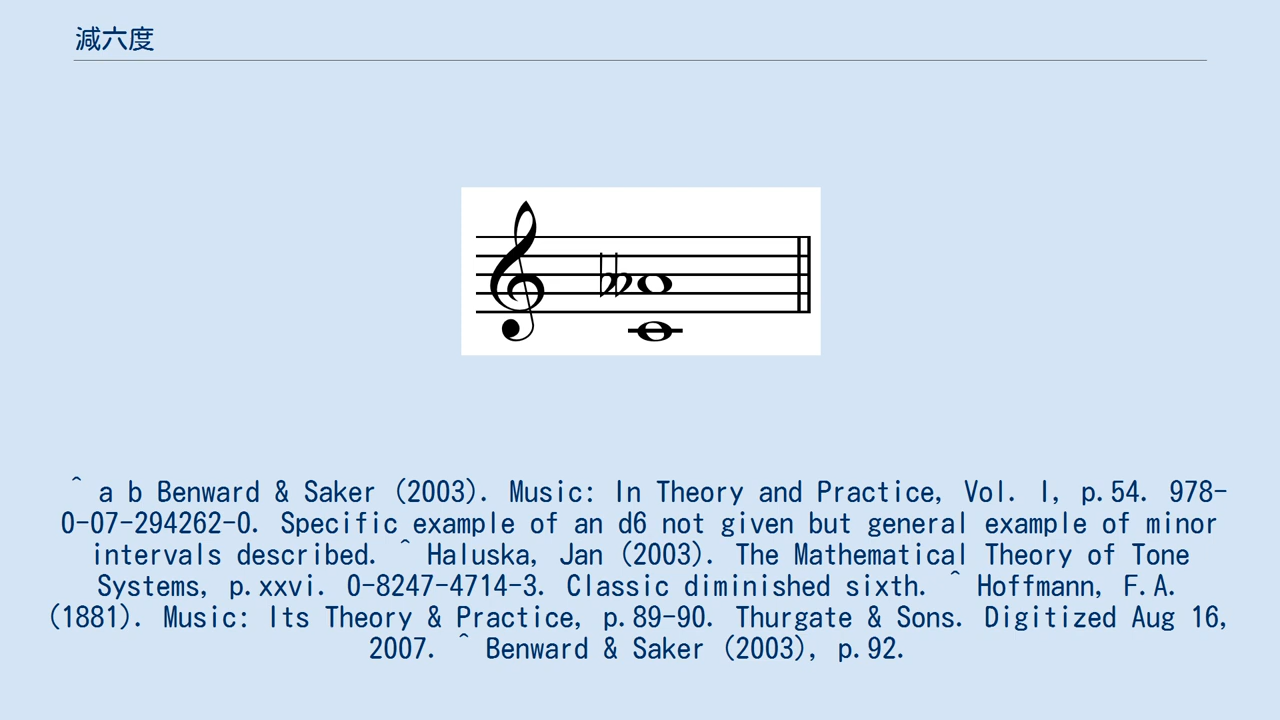 減六度
^ a b Benward & Saker (2003). Music: In Theory and Practice, Vol. I, p.54. 978-
0-07-294262-0. Specific example of an d6 not given but general example of minor
intervals described. ^ Haluska, Jan (2003). The Mathematical Theory of Tone
Systems, p.xxvi. 0-8247-4714-3. Classic diminished sixth. ^ Hoffmann, F.A.
(1881). Music: Its Theory & Practice, p.89-90. Thurgate & Sons. Digitized Aug 16,
2007. ^ Benward & Saker (2003), p.92.